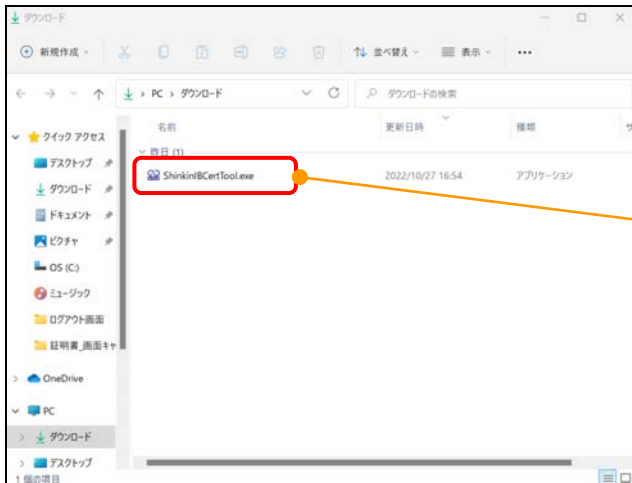 ダウンロード
新規作成
並べ替え
表示
PC > ダウンロード
ダウンロードの検索
名前 更新日時 種類
クイック アクセス
昨日 (1)
デスクトップ
ShinkinIBCertTool.exe 2022/10/27 16:54 アプリケーション
ダウンロード
ドキュメント
ピクチャ
OS (C:)
ミュージック
ログアウト画面
証明書_画面キャ
OneDrive
PC
ダウンロード
デスクトップ
1 個の項目